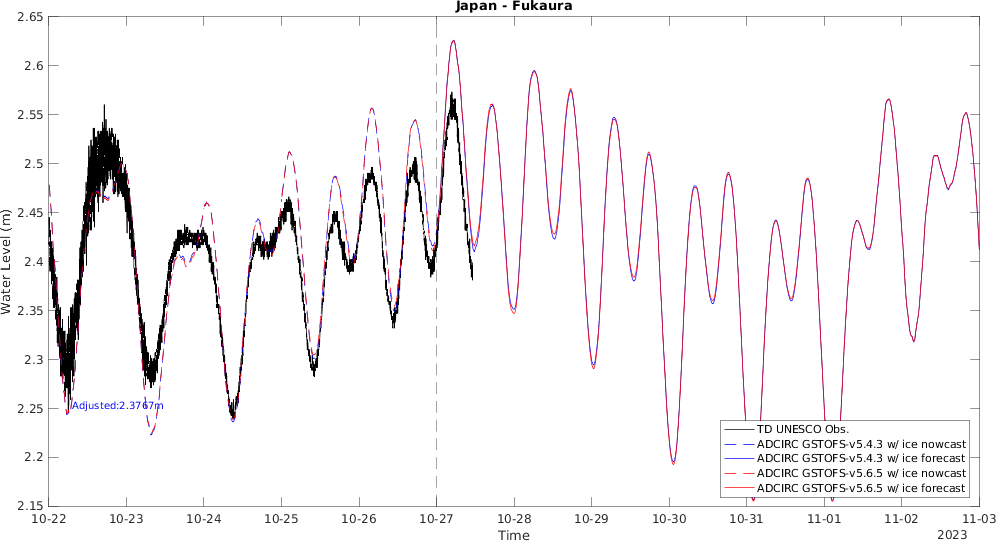 Japan - Fukaura
2.65
2.6
2.55
2.5
2.45
2.4
2.35
2.3
2.25
2.2
2.15
Water Level (m)
Adjusted:2.3767m
TD UNESCO Obs.
ADCIRC GSTOFS-v5.4.3 w/ ice nowcast
ADCIRC GSTOFS-v5.4.3 w/ ice forecast
ADCIRC GSTOFS-v5.6.5 w/ ice nowcast
ADCIRC GSTOFS-v5.6.5 w/ ice forecast
10-22 10-23 10-24 10-25 10-26 10-27 10-28 10-29 10-30 10-31 11-01 11-02 11-03
Time
2023